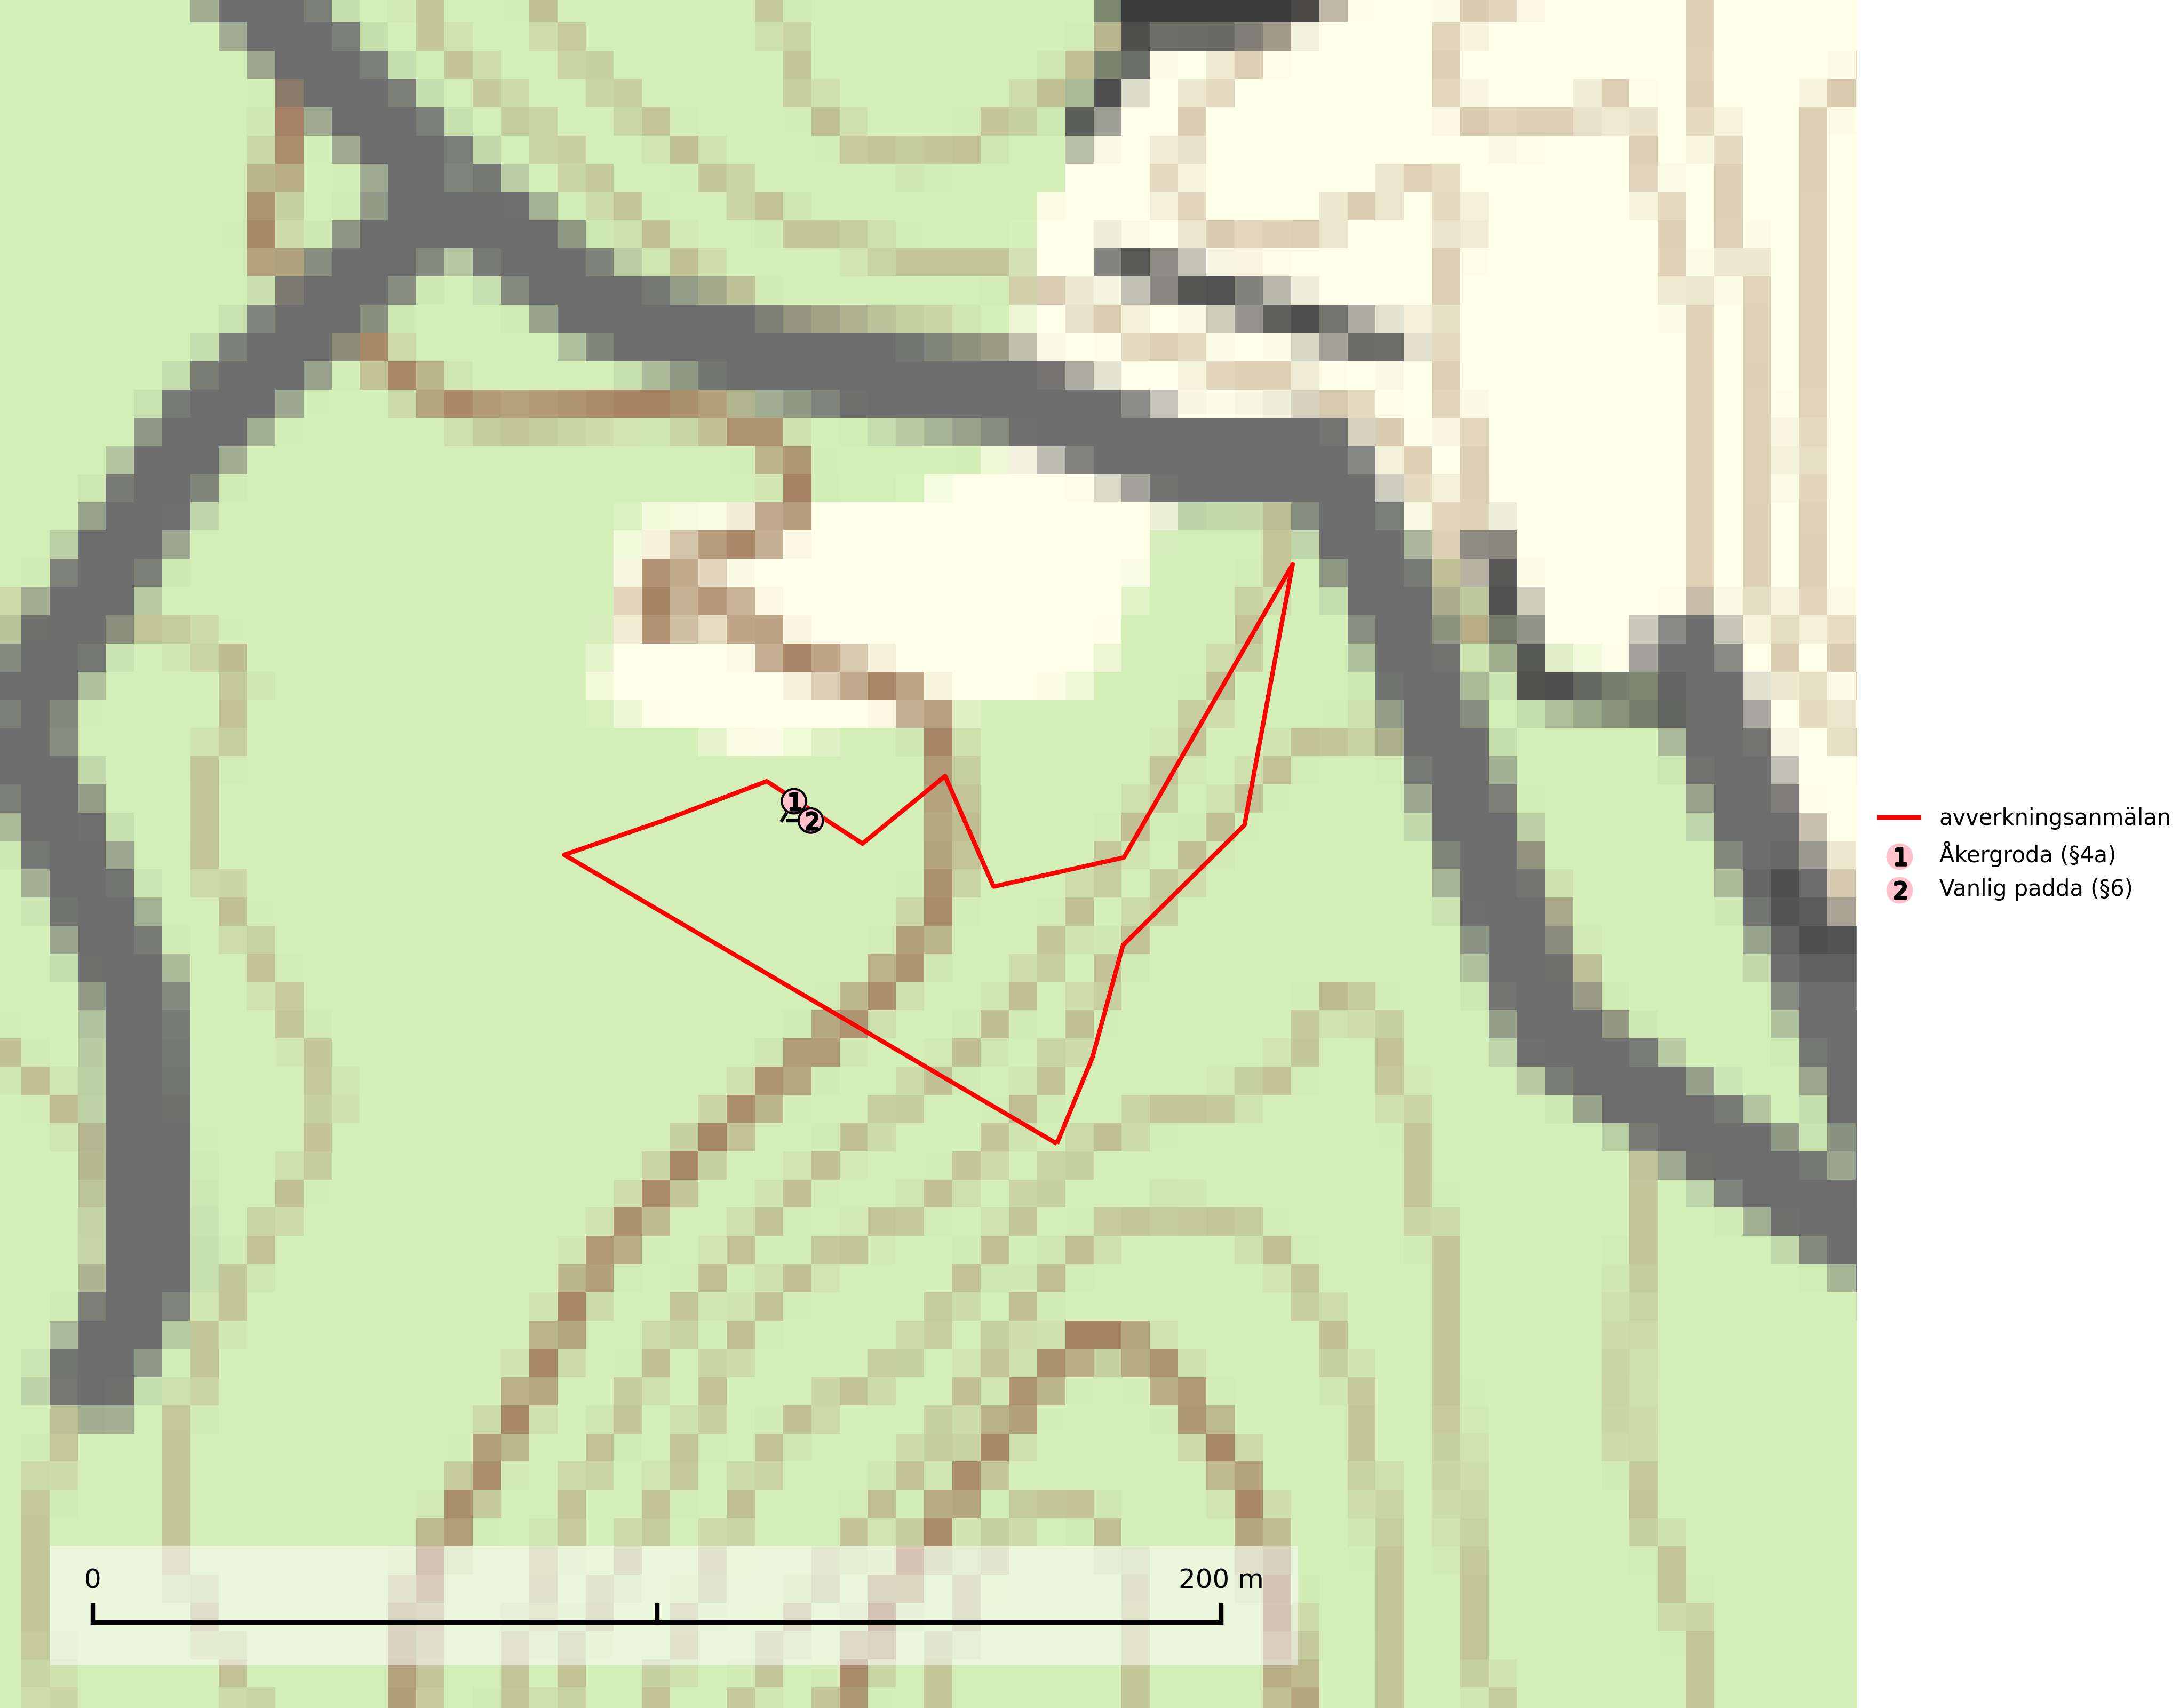 1
2
avverkningsanmälan
1 Åkergroda (§4a)
2 Vanlig padda (§6)
0 200 m